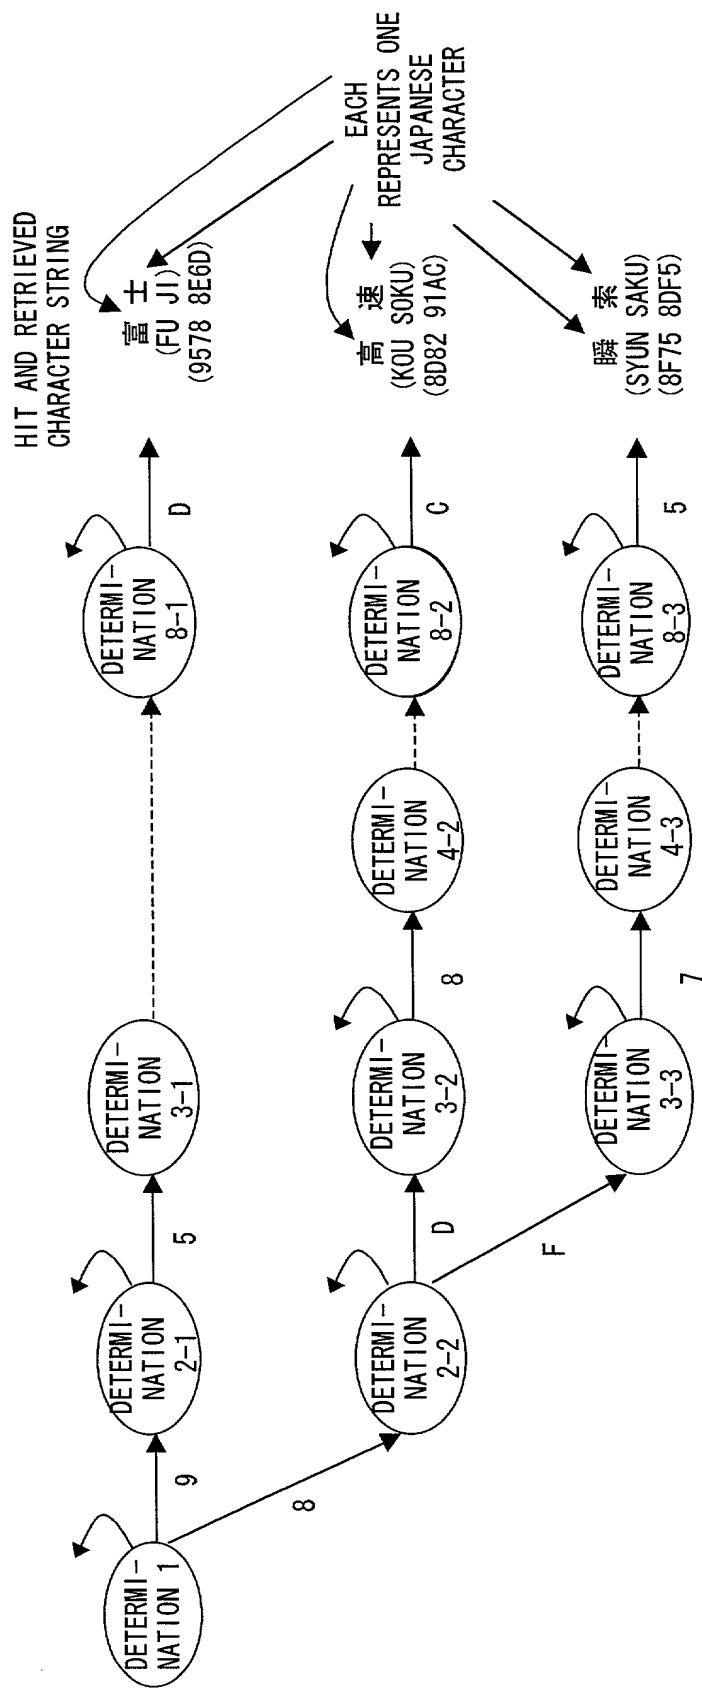 HIT AND RETRIEVED
CHARACTER STRING
DETERMI-
NATION 1
9
DETERMI-
NATION
2-1
5
DETERMI-
NATION
3-1
DETERMI-
NATION
8-1
D
富 士
(FU JI)
(9578 8E6D)
8
DETERMI-
NATION
2-2
D
DETERMI-
NATION
3-2
8
DETERMI-
NATION
4-2
DETERMI-
NATION
8-2
C
高 速
(KOU SOKU)
(8D82 91AC)
EACH
REPRESENTS ONE
JAPANESE
CHARACTER
F
DETERMI-
NATION
3-3
7
DETERMI-
NATION
4-3
DETERMI-
NATION
8-3
5
瞬 索
(SYUN SAKU)
(8F75 8DF5)